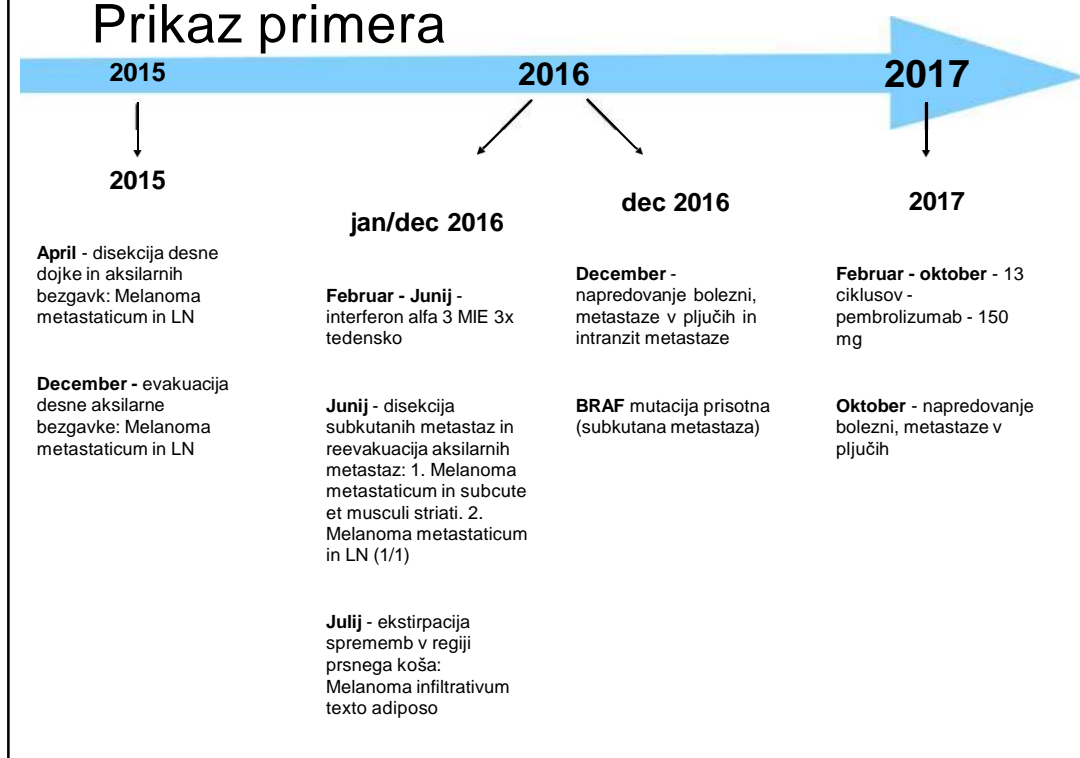 Prikaz primera
2015
2016
2017
2015
April - disekcija desne
dojke in aksilarnih
bezgavk: Melanoma
metastaticum in LN
December - evakuacija
desne aksilarne
bezgavke: Melanoma
metastaticum in LN
jan/dec 2016
Februar - Junij -
interferon alfa 3 MIE 3x
tedensko
Junij - disekcija
subkutanih metastaz in
reevakuacija aksilarnih
metastaz: 1. Melanoma
metastaticum in subcute
et musculi striati. 2.
Melanoma metastaticum
in LN (1/1)
Julij - ekstirpacija
sprememb v regiji
prsnega koša:
Melanoma infiltrativum
texto adiposo
dec 2016
December -
napredovanje bolezni,
metastaze v pljučih in
intranzit metastaze
BRAF mutacija prisotna
(subkutana metastaza)
2017
Februar - oktober - 13
ciklusov -
pembrolizumab - 150
mg
Oktober - napredovanje
bolezni, metastaze v
pljučih